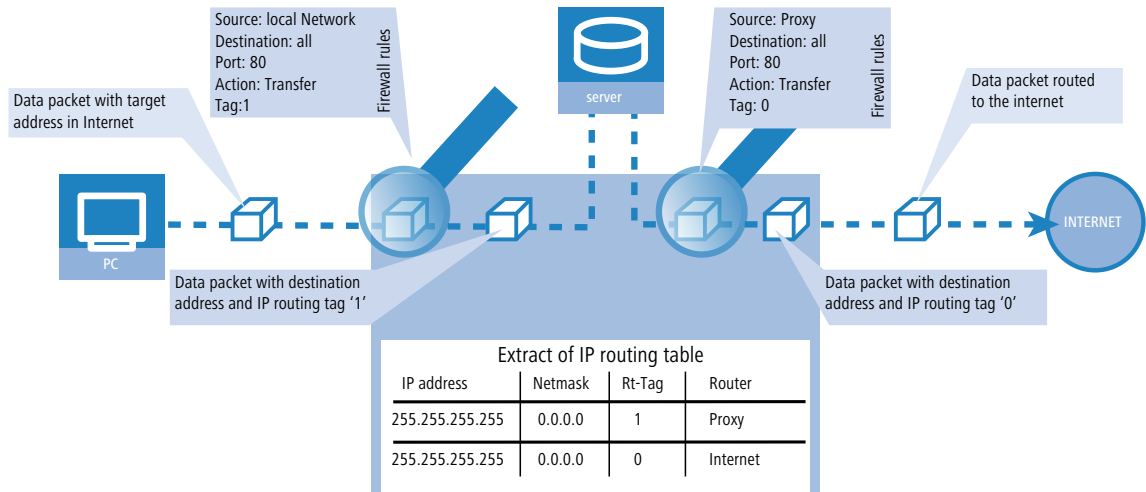 Source: local Network
Destination: all
Port: 80
Action: Transfer
Tag:1
Firewall rules
server
Source: Proxy
Destination: all
Port: 80
Action: Transfer
Tag: 0
Firewall rules
Data packet with target
address in Internet
Data packet routed
to the internet
PC
INTERNET
Data packet with destination
address and IP routing tag ‘1’
Data packet with destination
address and IP routing tag ‘0’
Extract of IP routing table
IP address Netmask Rt-Tag Router
255.255.255.255 0.0.0.0 1 Proxy
255.255.255.255 0.0.0.0 0 Internet